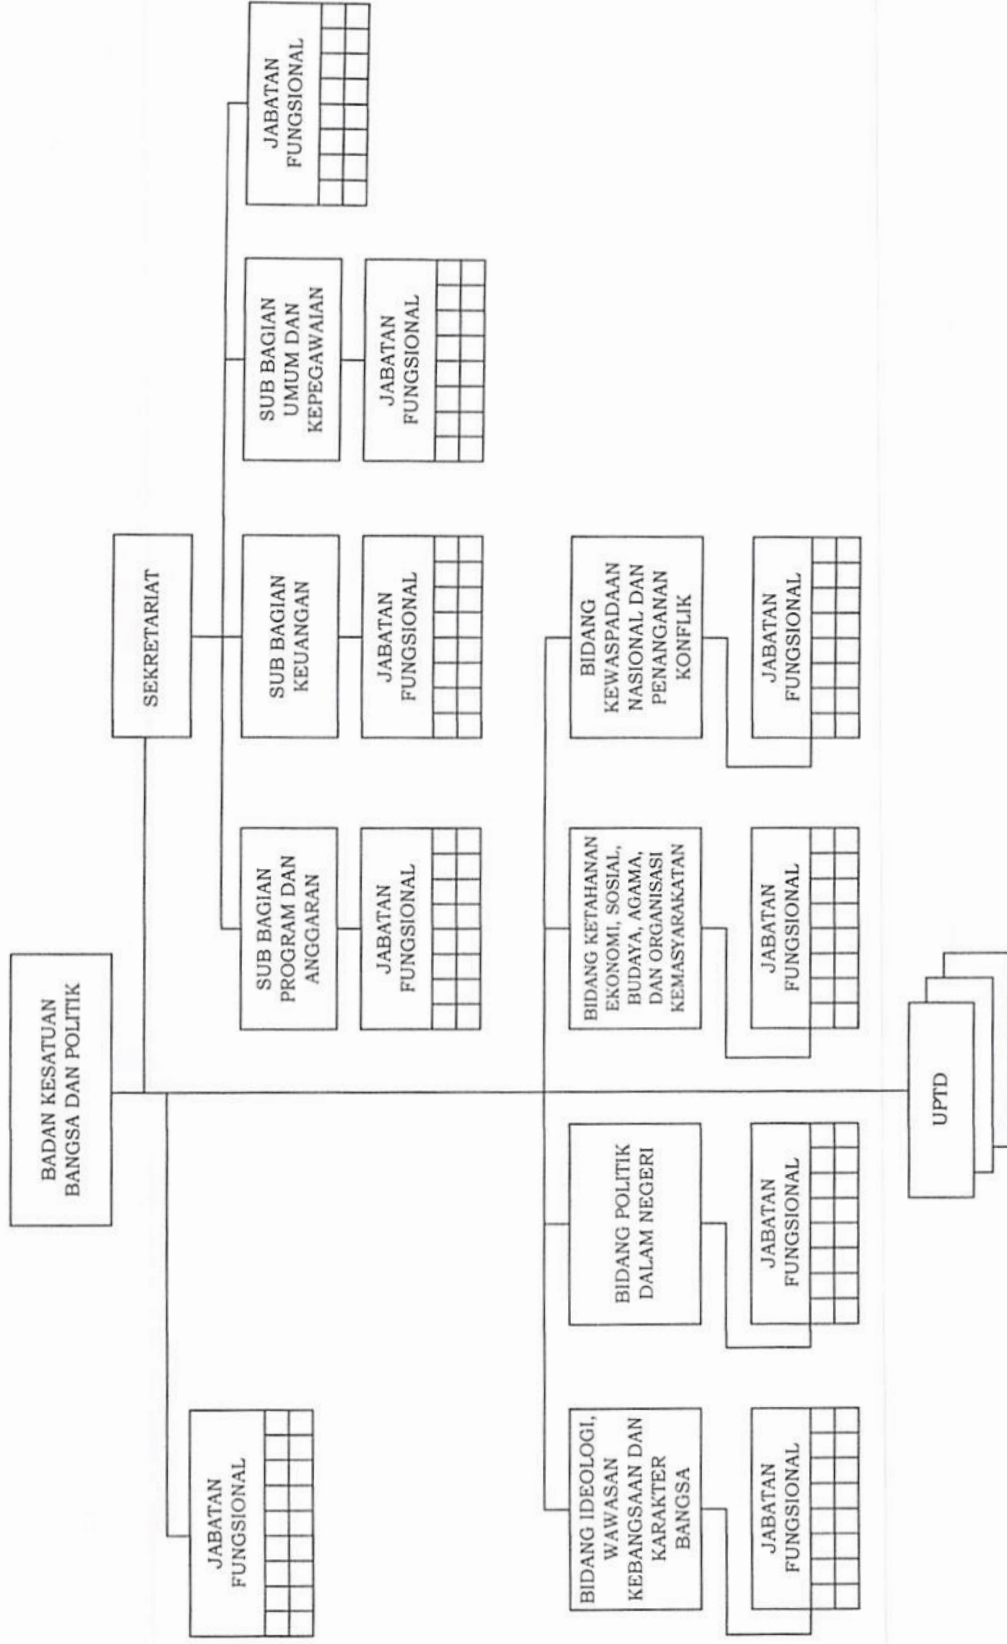 BADAN KESATUAN
BANGSA DAN POLITIK
SEKRETARIAT
JABATAN
FUNGSIONAL
SUB BAGIAN
PROGRAM DAN
ANGGARAN
SUB BAGIAN
KEUANGAN
SUB BAGIAN
UMUM DAN
KEPEGAWAIAN
JABATAN
FUNGSIONAL
JABATAN
FUNGSIONAL
JABATAN
FUNGSIONAL
JABATAN
FUNGSIONAL
BIDANG IDEOLOGI,
WAWASAN
KEBANGSAAN DAN
KARAKTER
BANGSA
BIDANG POLITIK
DALAM NEGERI
BIDANG KETAHANAN
EKONOMI, SOSIAL,
BUDAYA, AGAMA,
DAN ORGANISASI
KEMASYARAKATAN
BIDANG
KEWASPADAAN
NASIONAL DAN
PENANGANAN
KONFLIK
JABATAN
FUNGSIONAL
JABATAN
FUNGSIONAL
JABATAN
FUNGSIONAL
JABATAN
FUNGSIONAL
UPTD